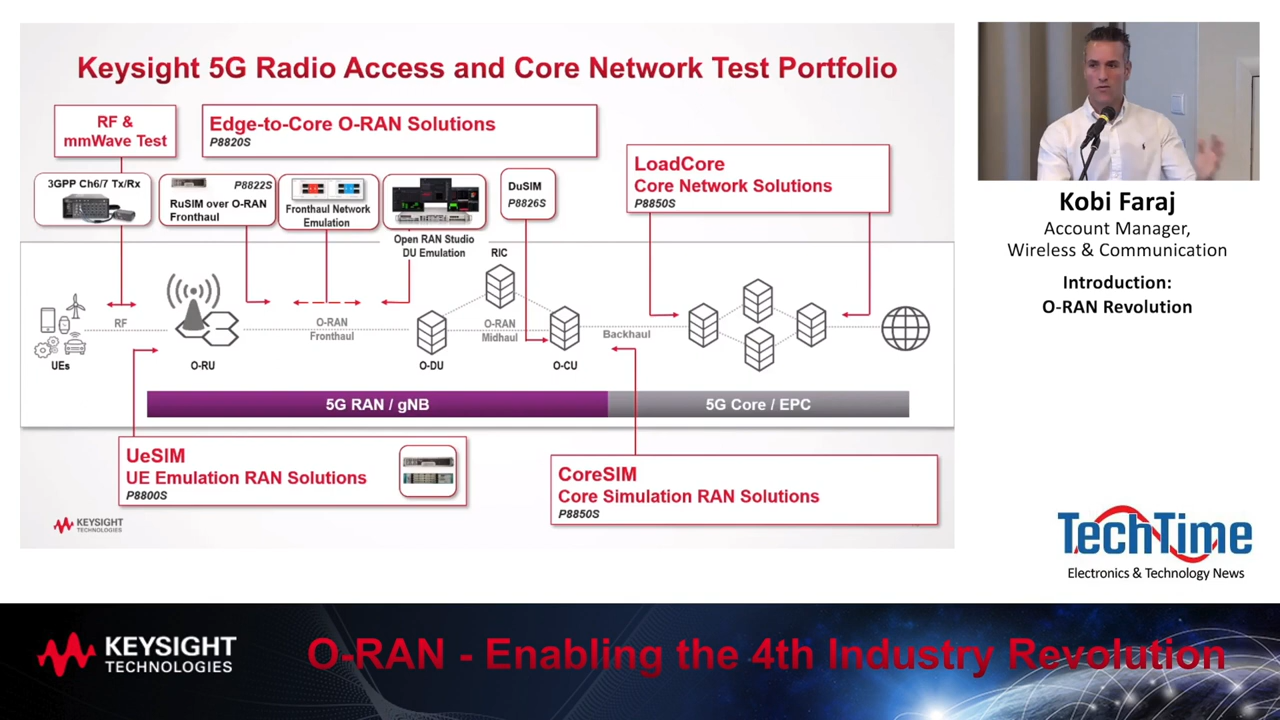 Keysight 5G Radio Access and Core Network Test Portfolio
RF &
mmWave Test
Edge-to-Core O-RAN Solutions
P8820S
3GPP Ch6/7 Tx/Rx
P8822S
RuSIM over O-RAN
Fronthaul
Fronthaul Network
Emulation
Open RAN Studio
DU Emulation
DuSIM
P8826S
LoadCore
Core Network Solutions
P8850S
RIC
RF
O-RAN
Fronthaul
O-RAN
Midhaul
Backhaul
UEs
O-RU
O-DU
O-CU
5G RAN / gNB
5G Core / EPC
UeSIM
UE Emulation RAN Solutions
P8800S
CoreSIM
Core Simulation RAN Solutions
P8850S
KEYSIGHT
TECHNOLOGIES
Kobi Faraj
Account Manager,
Wireless & Communication
Introduction:
O-RAN Revolution
TechTime
Electronics & Technology News
KEYSIGHT
TECHNOLOGIES
O-RAN - Enabling the 4th Industry Revolution